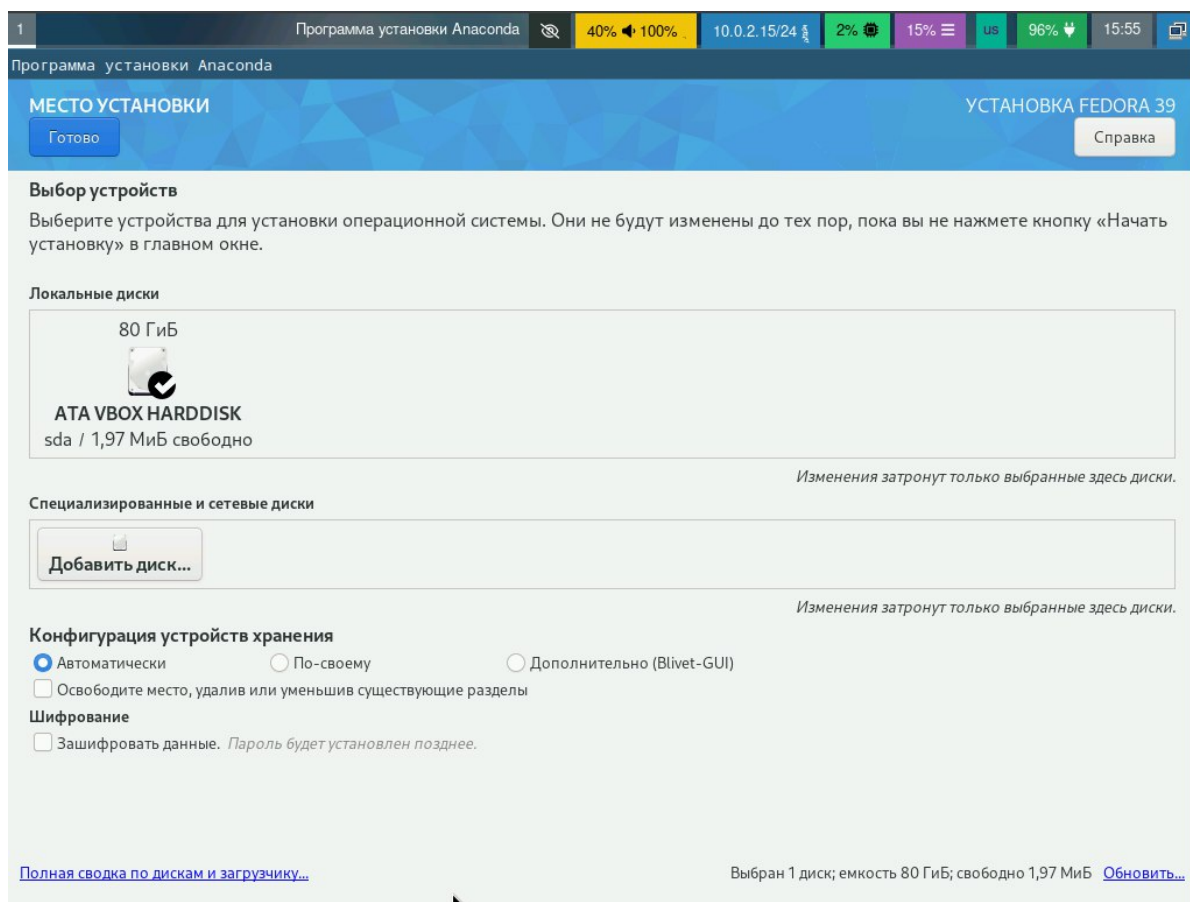 1 Программа установки Anaconda 40% 100% 10.0.2.15/24 2% 15% us 96% 15:55
Программа установки Anaconda
МЕСТО УСТАНОВКИ УСТАНОВКА FEDORA 39
Готово Справка
Выбор устройств
Выберите устройства для установки операционной системы. Они не будут изменены до тех пор, пока вы не нажмете кнопку «Начать
установку» в главном окне.
Локальные диски
80 ГиБ
ATA VBOX HARDDISK
sda / 1,97 МиБ свободно
Изменения затронут только выбранные здесь диски.
Специализированные и сетевые диски
Добавить диск...
Изменения затронут только выбранные здесь диски.
Конфигурация устройств хранения
Автоматически По-своему Дополнительно (Blivet-GUI)
Освободите место, удалив или уменьшив существующие разделы
Шифрование
Зашифровать данные. Пароль будет установлен позднее.
Полная сводка по дискам и загрузчику... Выбран 1 диск; емкость 80 ГиБ; свободно 1,97 МиБ Обновить...